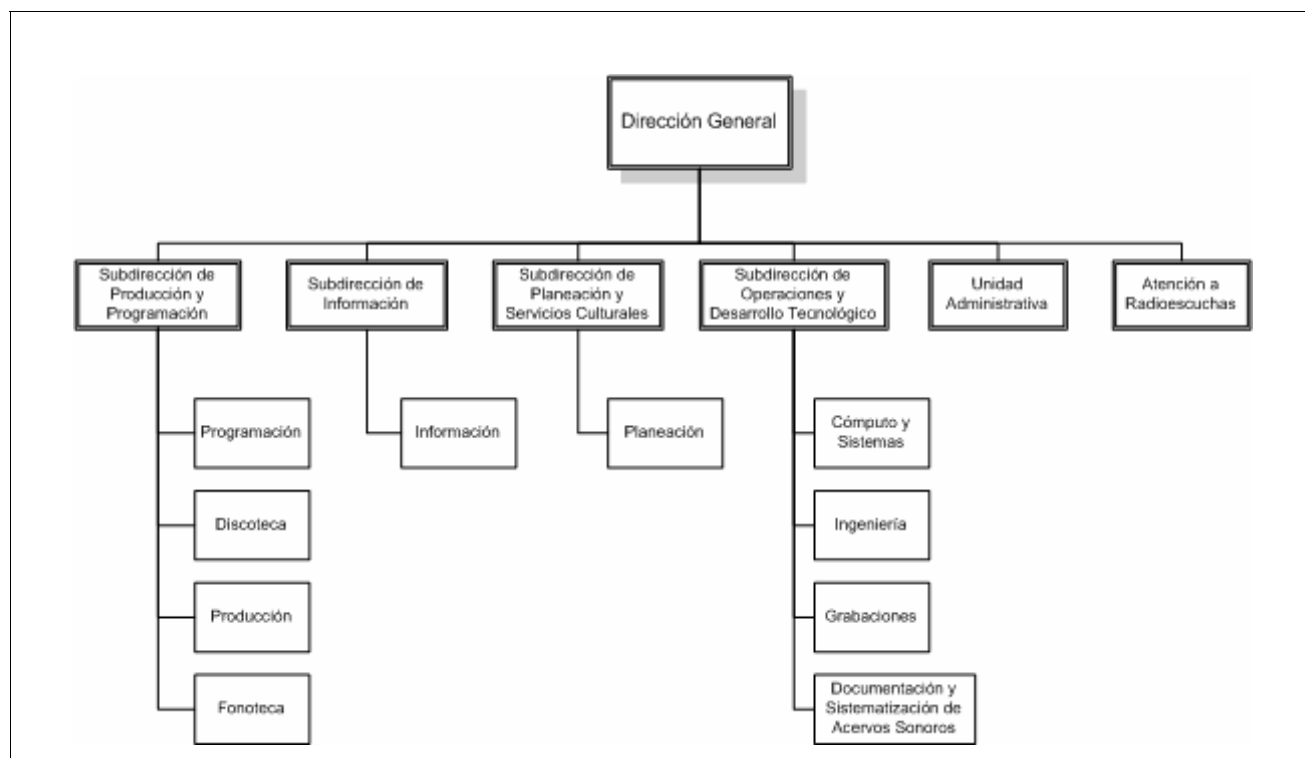 Dirección General
Subdirección de
Producción y
Programación
Subdirección de
Información
Subdirección de
Planeación y
Servicios Culturales
Subdirección de
Operaciones y
Desarrollo Tecnológico
Unidad
Administrativa
Atención a
Radioescuchas
Programación
Información
Planeación
Cómputo y
Sistemas
Discoteca
Ingeniería
Producción
Grabaciones
Fonoteca
Documentación y
Sistematización de
Acervos Sonoros